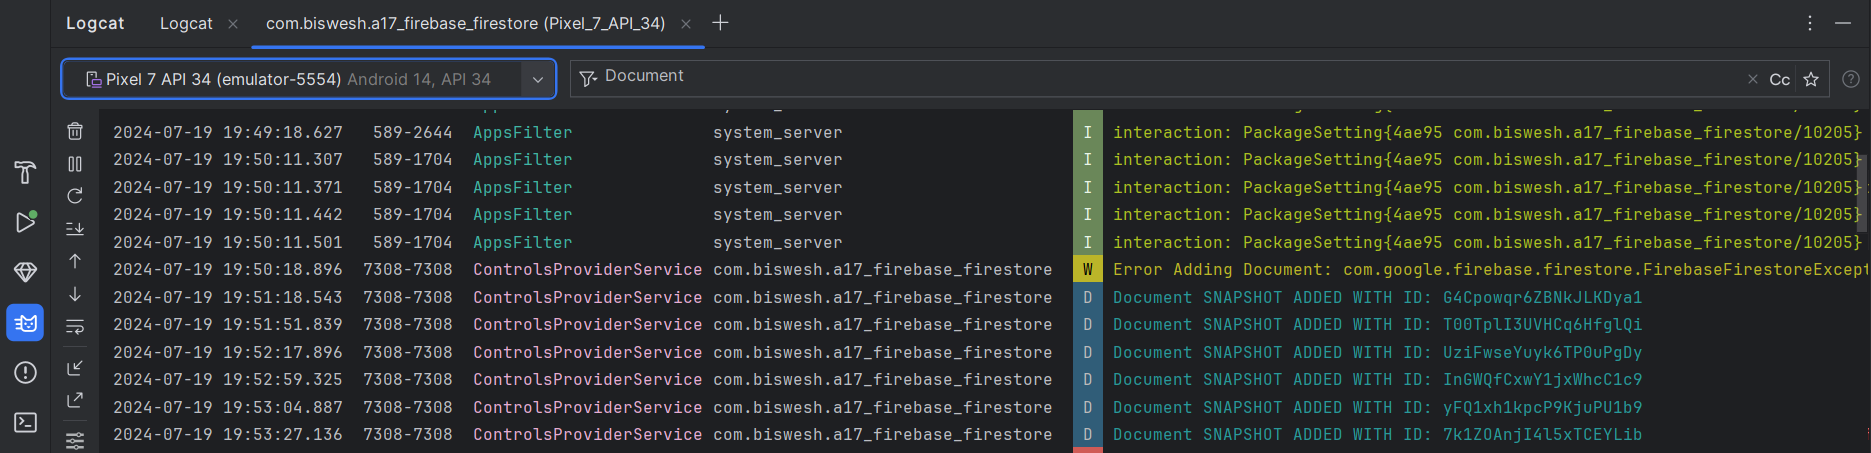 Logcat Logcat com.biswesh.a17_firebase_firestore (Pixel_7_API_34)
Pixel 7 API 34 (emulator-5554) Android 14, API 34 Document Cc
2024-07-19 19:49:18.627 589-2644 AppsFilter system_server I interaction: PackageSetting{4ae95 com.biswesh.a17_firebase_firestore/10205}
2024-07-19 19:50:11.307 589-1704 AppsFilter system_server I interaction: PackageSetting{4ae95 com.biswesh.a17_firebase_firestore/10205}
2024-07-19 19:50:11.371 589-1704 AppsFilter system_server I interaction: PackageSetting{4ae95 com.biswesh.a17_firebase_firestore/10205}
2024-07-19 19:50:11.442 589-1704 AppsFilter system_server I interaction: PackageSetting{4ae95 com.biswesh.a17_firebase_firestore/10205}
2024-07-19 19:50:11.501 589-1704 AppsFilter system_server I interaction: PackageSetting{4ae95 com.biswesh.a17_firebase_firestore/10205}
2024-07-19 19:50:18.896 7308-7308 ControlsProviderService com.biswesh.a17_firebase_firestore W Error Adding Document: com.google.firebase.firestore.FirebaseFirestoreExcept
2024-07-19 19:51:18.543 7308-7308 ControlsProviderService com.biswesh.a17_firebase_firestore D Document SNAPSHOT ADDED WITH ID: G4Cpowqr6ZBNkJLKDya1
2024-07-19 19:51:51.839 7308-7308 ControlsProviderService com.biswesh.a17_firebase_firestore D Document SNAPSHOT ADDED WITH ID: T00TplI3UVHCq6HfglQi
2024-07-19 19:52:17.896 7308-7308 ControlsProviderService com.biswesh.a17_firebase_firestore D Document SNAPSHOT ADDED WITH ID: UziFwseYuyk6TP0uPgDy
2024-07-19 19:52:59.325 7308-7308 ControlsProviderService com.biswesh.a17_firebase_firestore D Document SNAPSHOT ADDED WITH ID: InGWQfCxwY1jxWhcC1c9
2024-07-19 19:53:04.887 7308-7308 ControlsProviderService com.biswesh.a17_firebase_firestore D Document SNAPSHOT ADDED WITH ID: yFQ1xh1kpcP9KjuPU1b9
2024-07-19 19:53:27.136 7308-7308 ControlsProviderService com.biswesh.a17_firebase_firestore D Document SNAPSHOT ADDED WITH ID: 7k1ZOAnjI4l5xTCEYLib